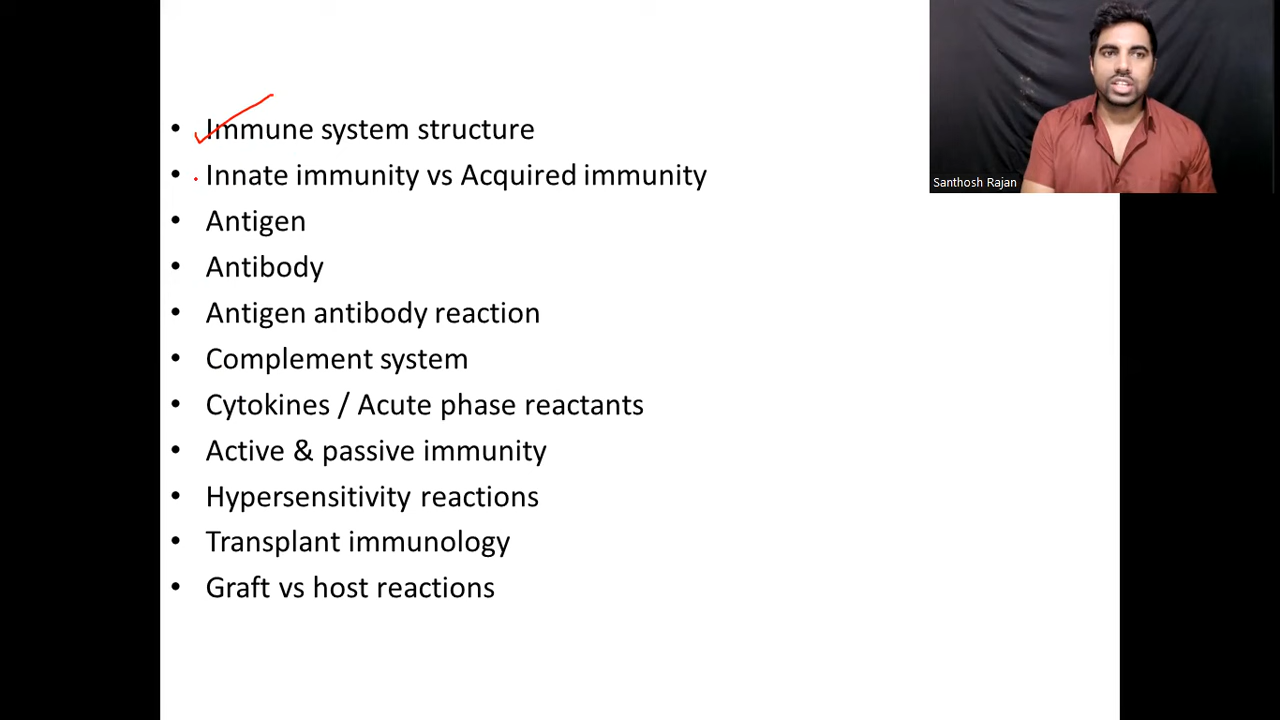 • Immune system structure
• Innate immunity vs Acquired immunity
• Antigen
• Antibody
• Antigen antibody reaction
• Complement system
• Cytokines / Acute phase reactants
• Active & passive immunity
• Hypersensitivity reactions
• Transplant immunology
• Graft vs host reactions
Santhosh Rajan